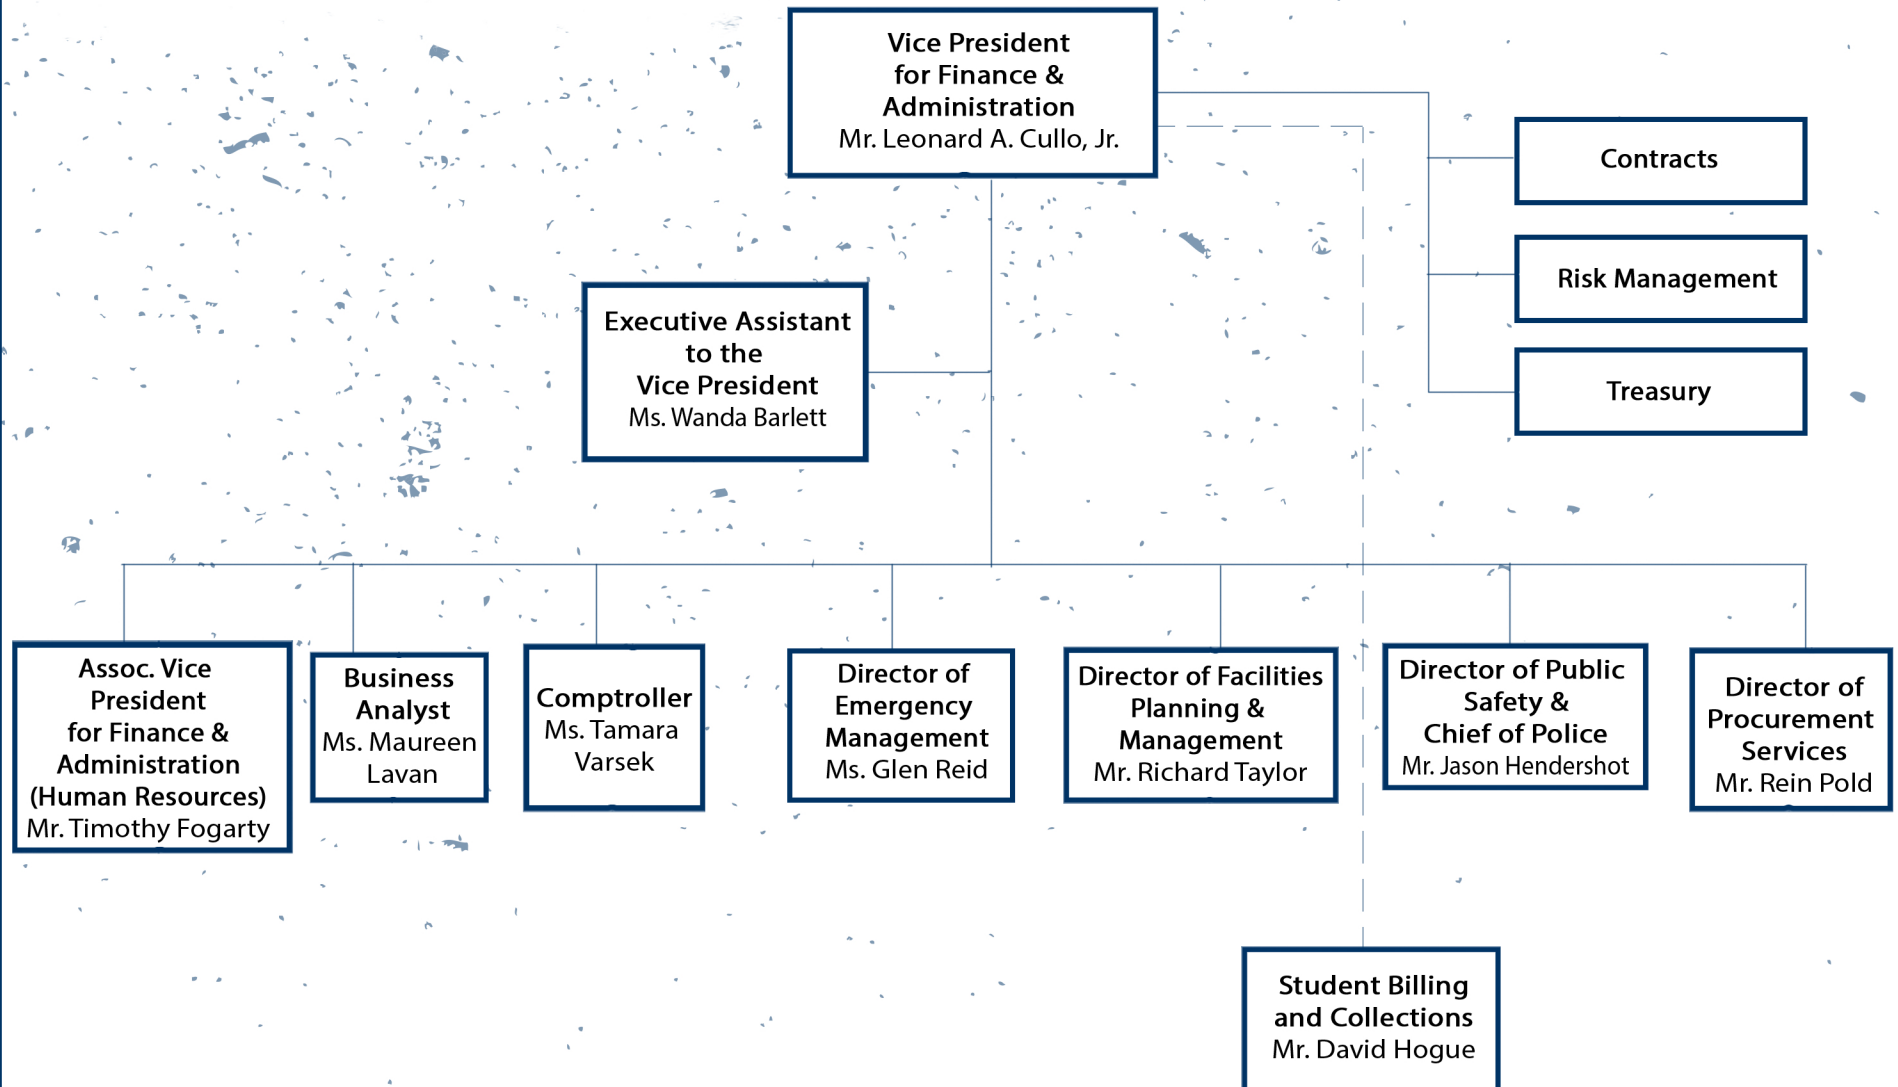 Vice President
for Finance &
Administration
Mr. Leonard A. Cullo, Jr.
Contracts
Risk Management
Treasury
Executive Assistant
to the
Vice President
Ms. Wanda Barlett
Assoc. Vice
President
for Finance &
Administration
(Human Resources)
Mr. Timothy Fogarty
Business
Analyst
Ms. Maureen
Lavan
Comptroller
Ms. Tamara
Varsek
Director of
Emergency
Management
Ms. Glen Reid
Director of Facilities
Planning &
Management
Mr. Richard Taylor
Director of Public
Safety &
Chief of Police
Mr. Jason Hendershot
Director of
Procurement
Services
Mr. Rein Pold
Student Billing
and Collections
Mr. David Hogue